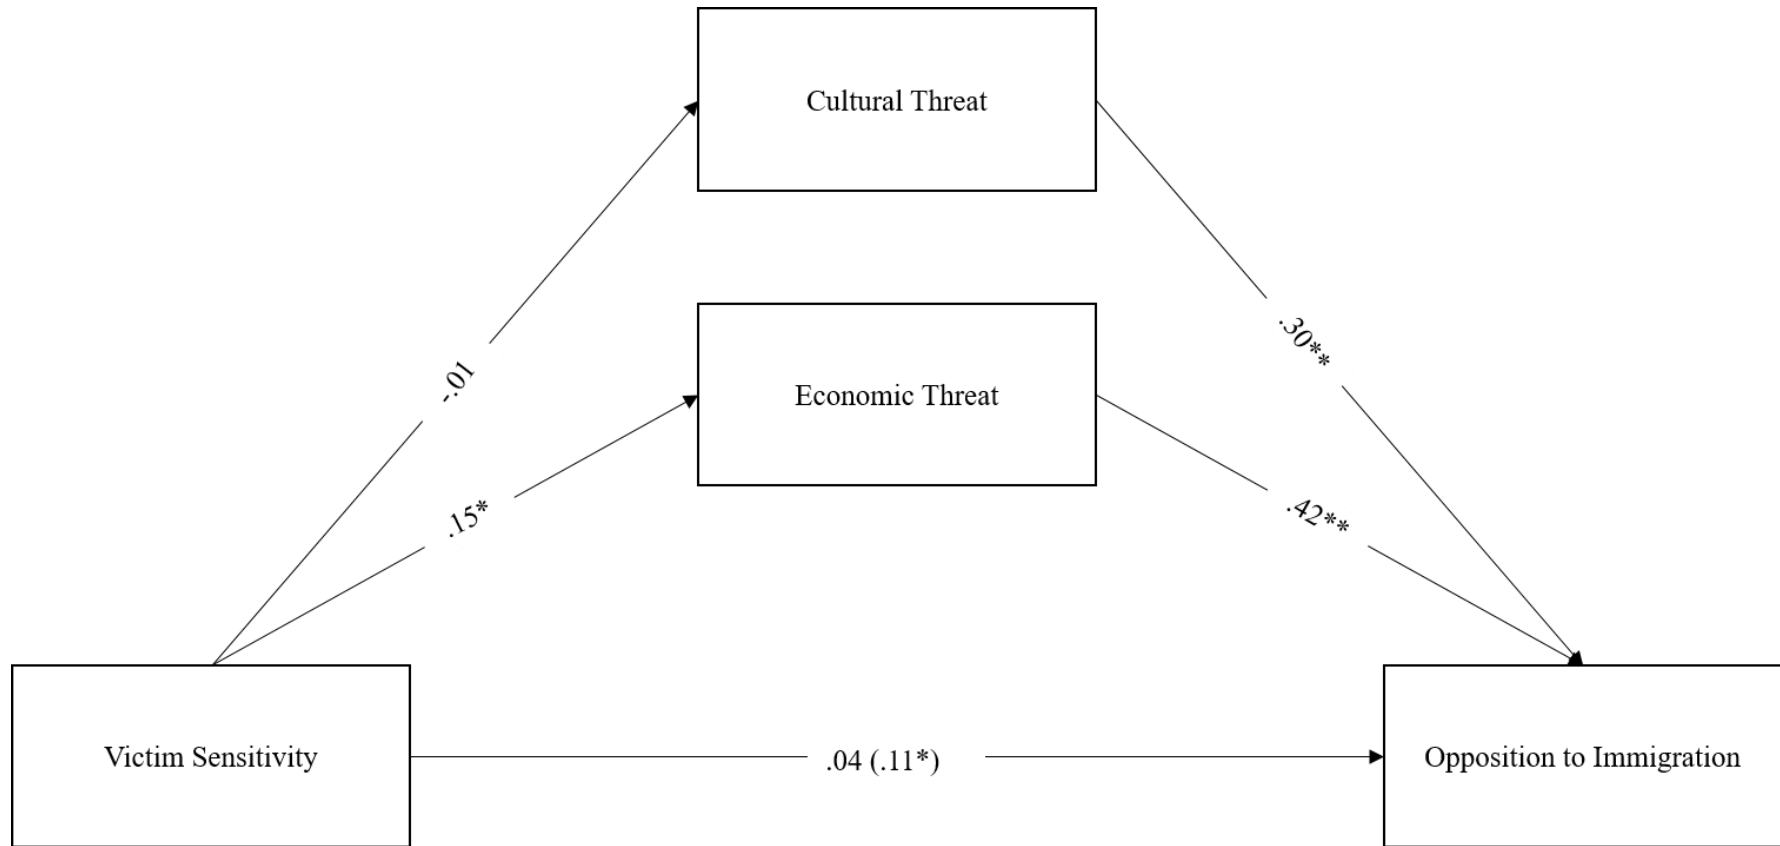 Cultural Threat
.30**
-.01
Economic Threat
.15*
.42**
Victim Sensitivity
.04 (.11*)
Opposition to Immigration